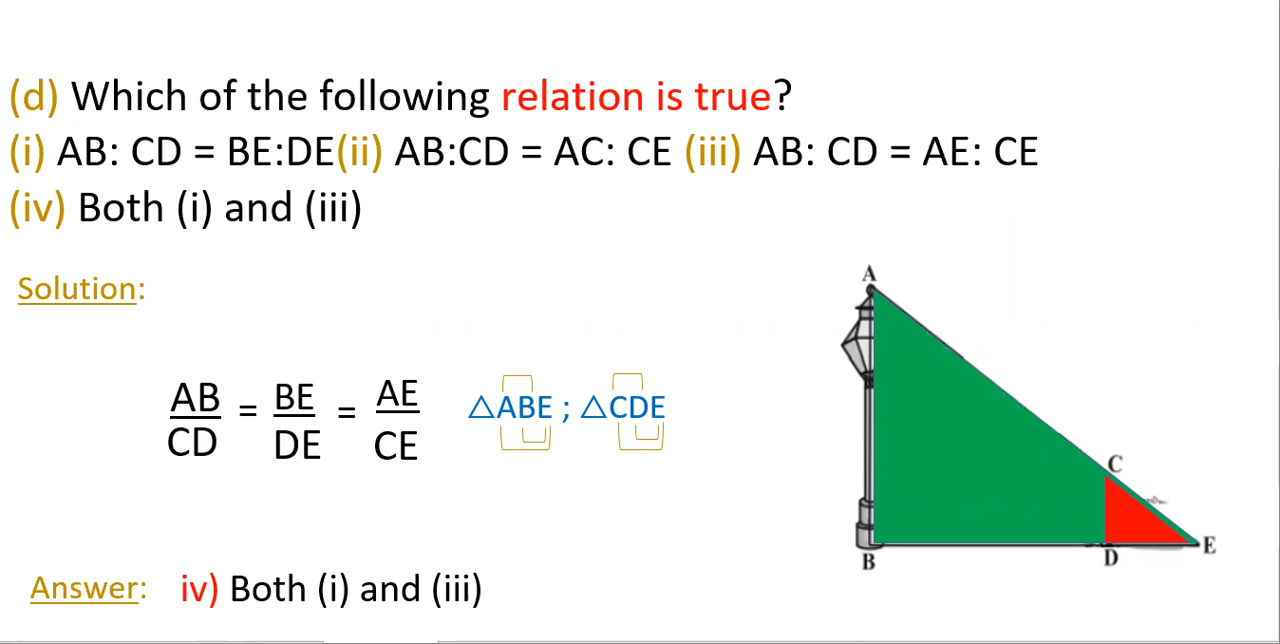 (d) Which of the following relation is true?
(i) AB: CD = BE:DE(ii) AB:CD = AC: CE (iii) AB: CD = AE: CE
(iv) Both (i) and (iii)
Solution:
AB/CD = BE/DE = AE/CE △ABE ; △CDE
A
C
B
D
E
Answer: iv) Both (i) and (iii)